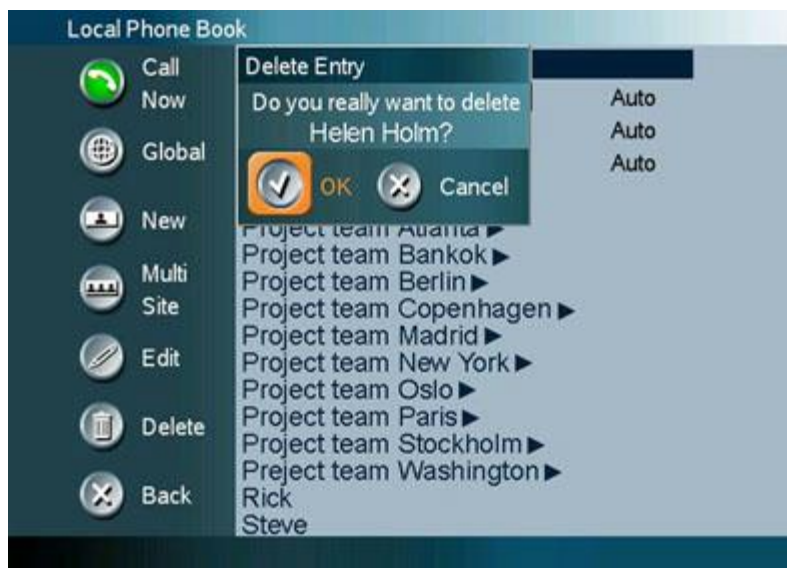 Local Phone Book
Call
Now
Global
New
Multi
Site
Edit
Delete
Back
Delete Entry
Do you really want to delete
Helen Holm?
OK
Cancel
Auto
Auto
Auto
Project team Atlanta
Project team Bankok
Project team Berlin
Project team Copenhagen
Project team Madrid
Project team New York
Project team Oslo
Project team Paris
Project team Stockholm
Preject team Washington
Rick
Steve